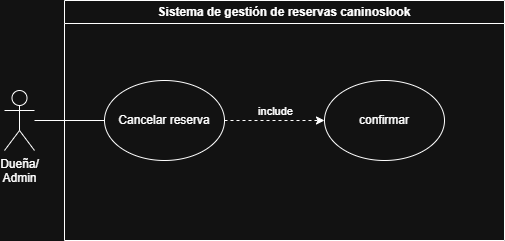 Sistema de gestión de reservas caninoslook
include
Cancelar reserva
confirmar
Dueña/
Admin